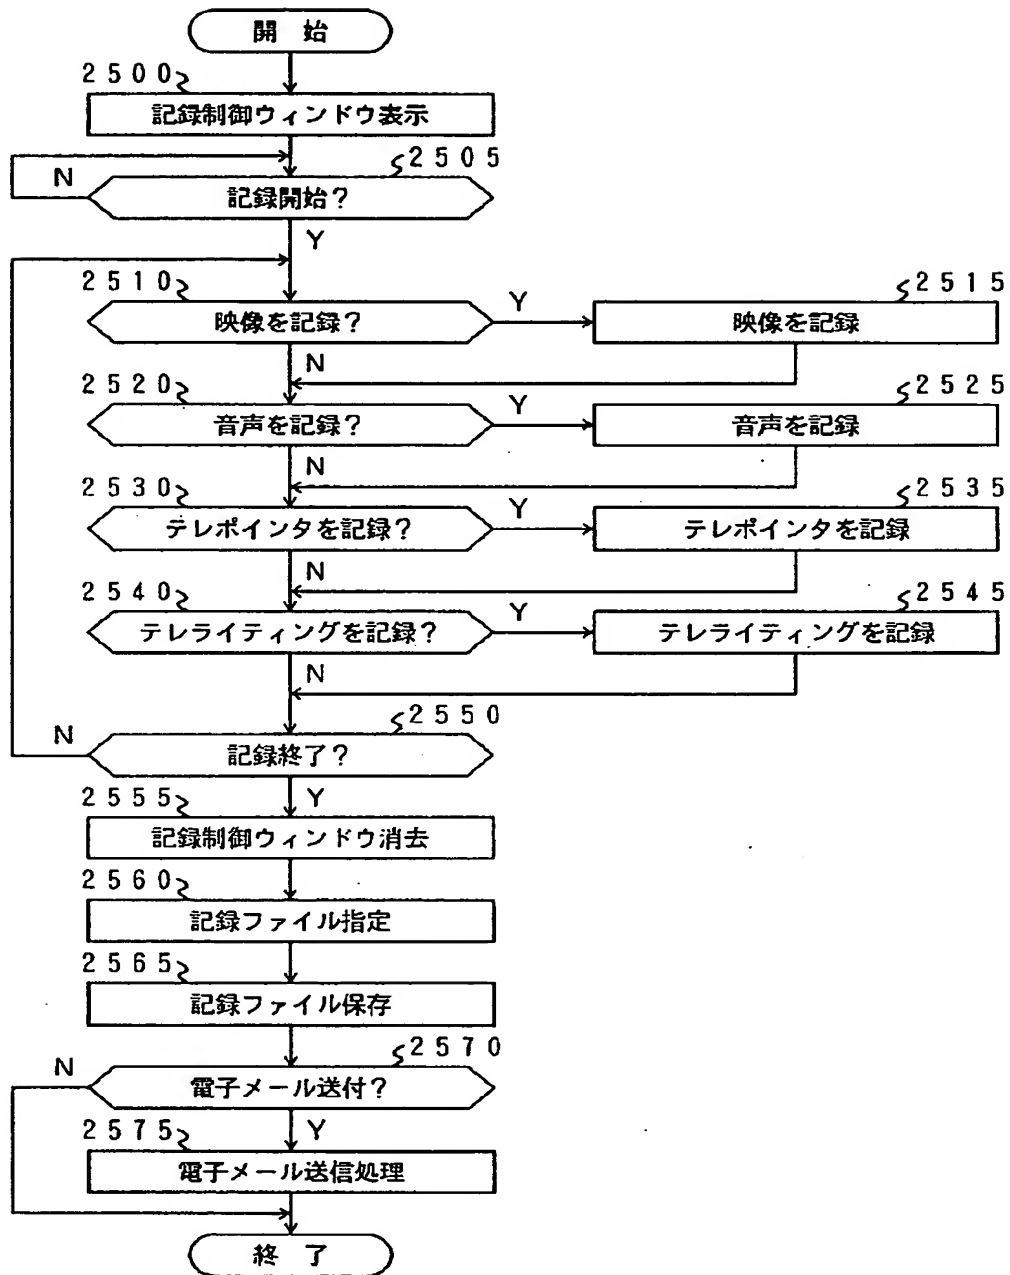 開 始
2500
記録制御ウィンドウ表示
2505
N
記録開始?
Y
2510
Y
2515
映像を記録?
映像を記録
N
2520
Y
2525
音声を記録?
音声を記録
N
2530
Y
2535
テレポインタを記録?
テレポインタを記録
N
2540
Y
2545
テレライティングを記録?
テレライティングを記録
N
2550
N
記録終了?
2555
Y
記録制御ウィンドウ消去
2560
記録ファイル指定
2565
記録ファイル保存
2570
N
電子メール送付?
2575
Y
電子メール送信処理
終 了